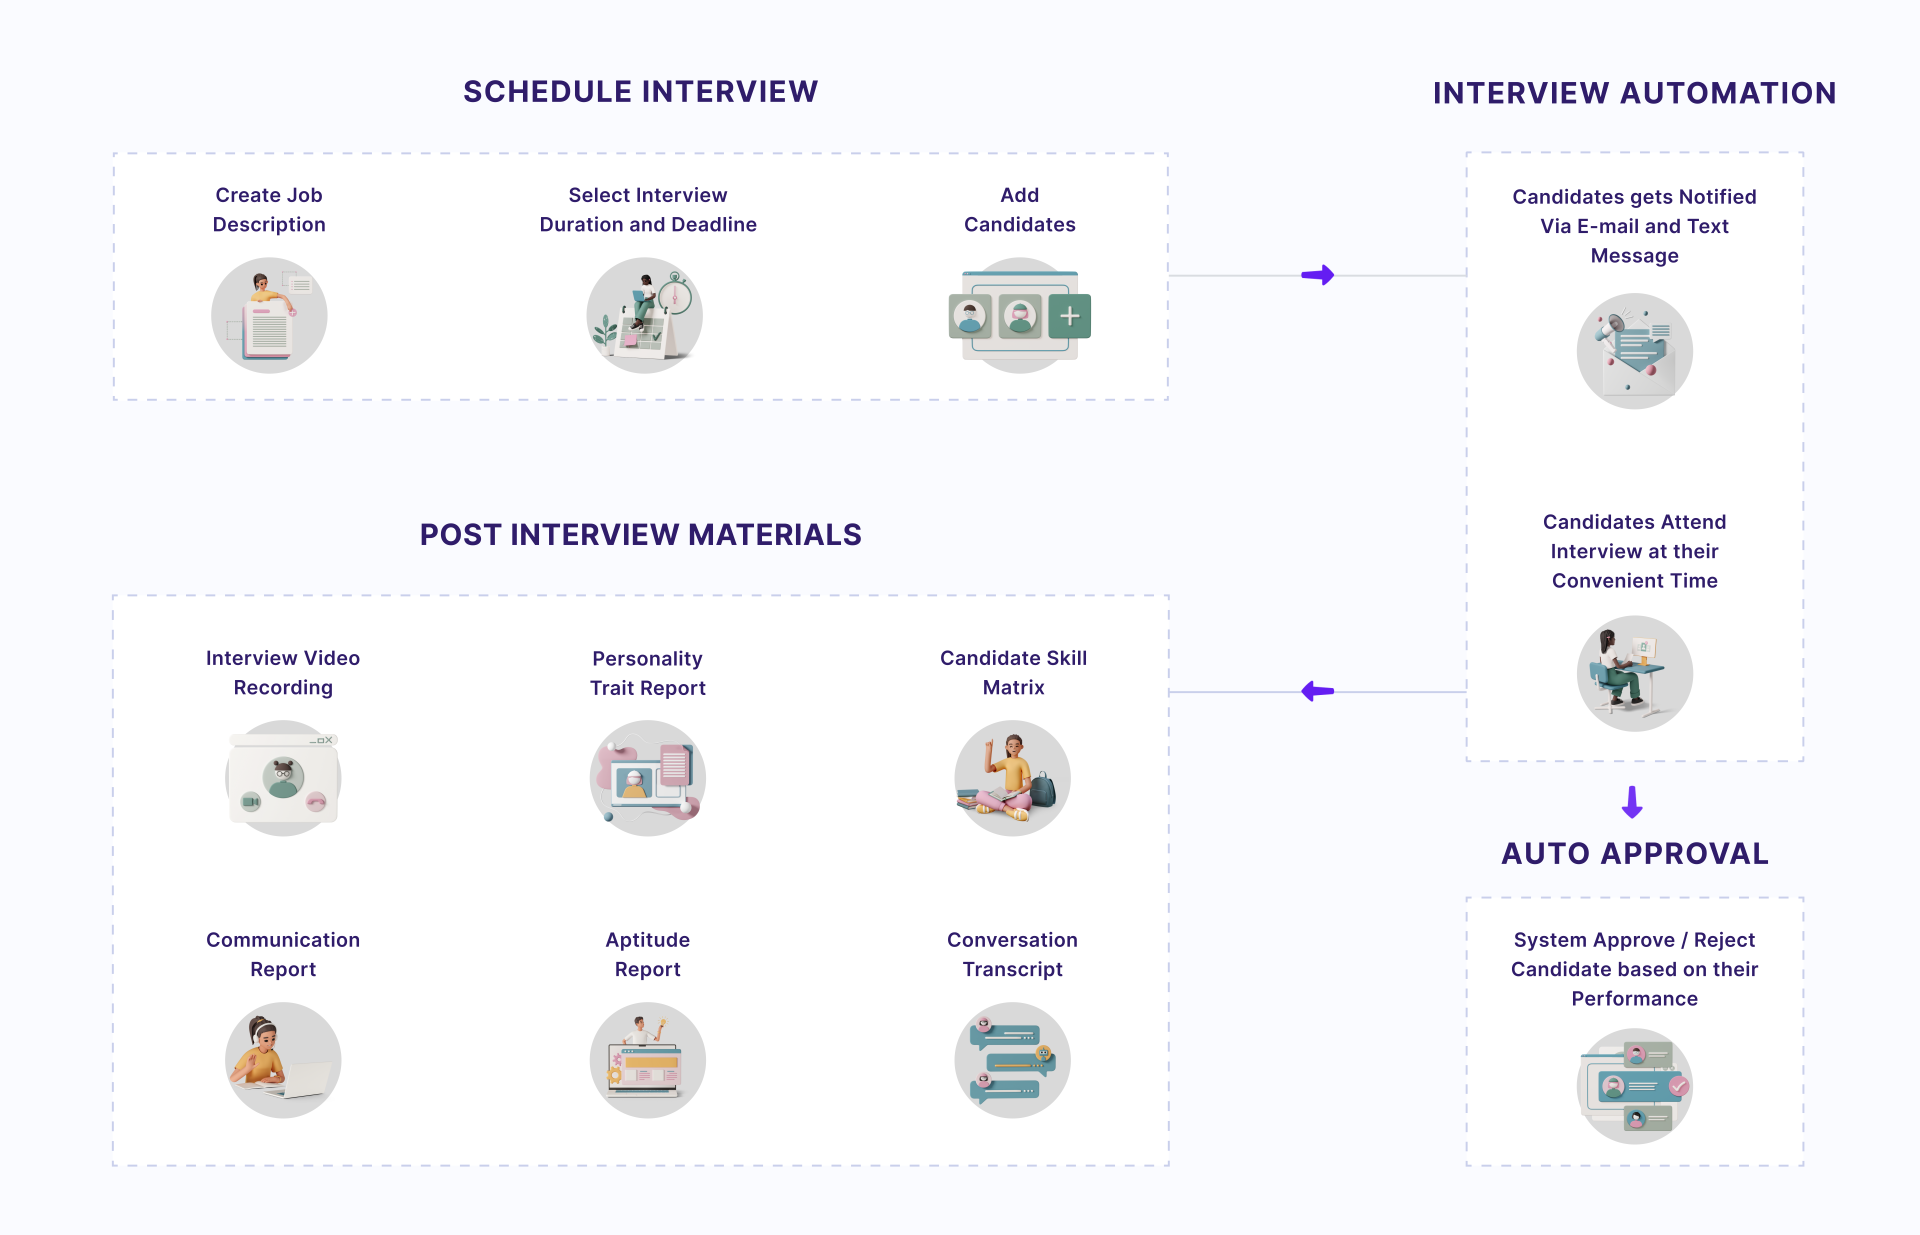 SCHEDULE INTERVIEW
Create Job
Description
Select Interview
Duration and Deadline
Add
Candidates
INTERVIEW AUTOMATION
Candidates gets Notified
Via E-mail and Text
Message
Candidates Attend
Interview at their
Convenient Time
POST INTERVIEW MATERIALS
Interview Video
Recording
Personality
Trait Report
Candidate Skill
Matrix
Communication
Report
Aptitude
Report
Conversation
Transcript
AUTO APPROVAL
System Approve / Reject
Candidate based on their
Performance